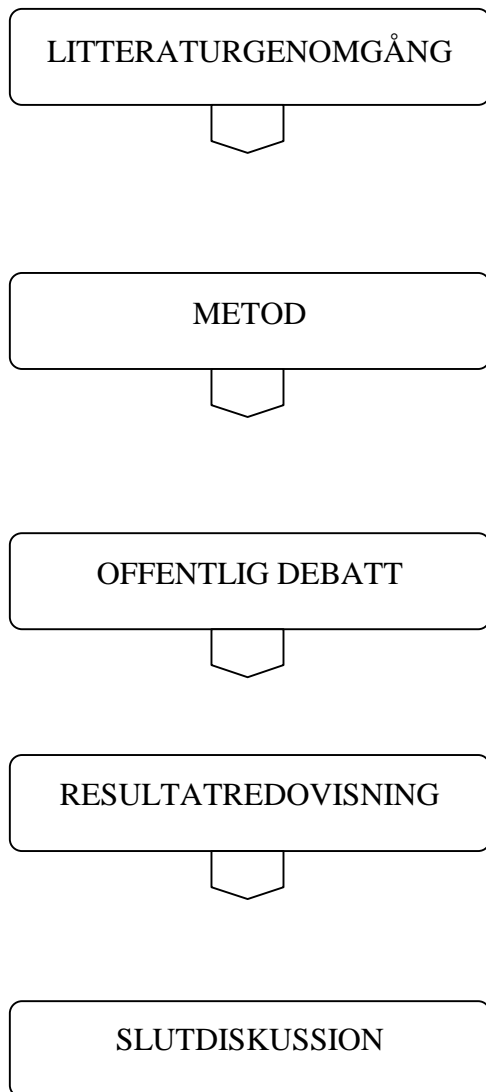 LITTERATURGENOMGÅNG
METOD
OFFENTLIG DEBATT
RESULTATREDOVISNING
SLUTDISKUSSION